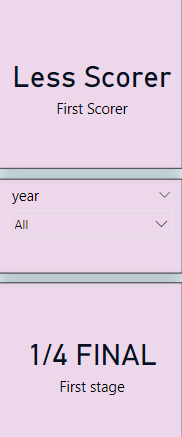 Less Scorer
First Scorer
year
All
1/4 FINAL
First stage